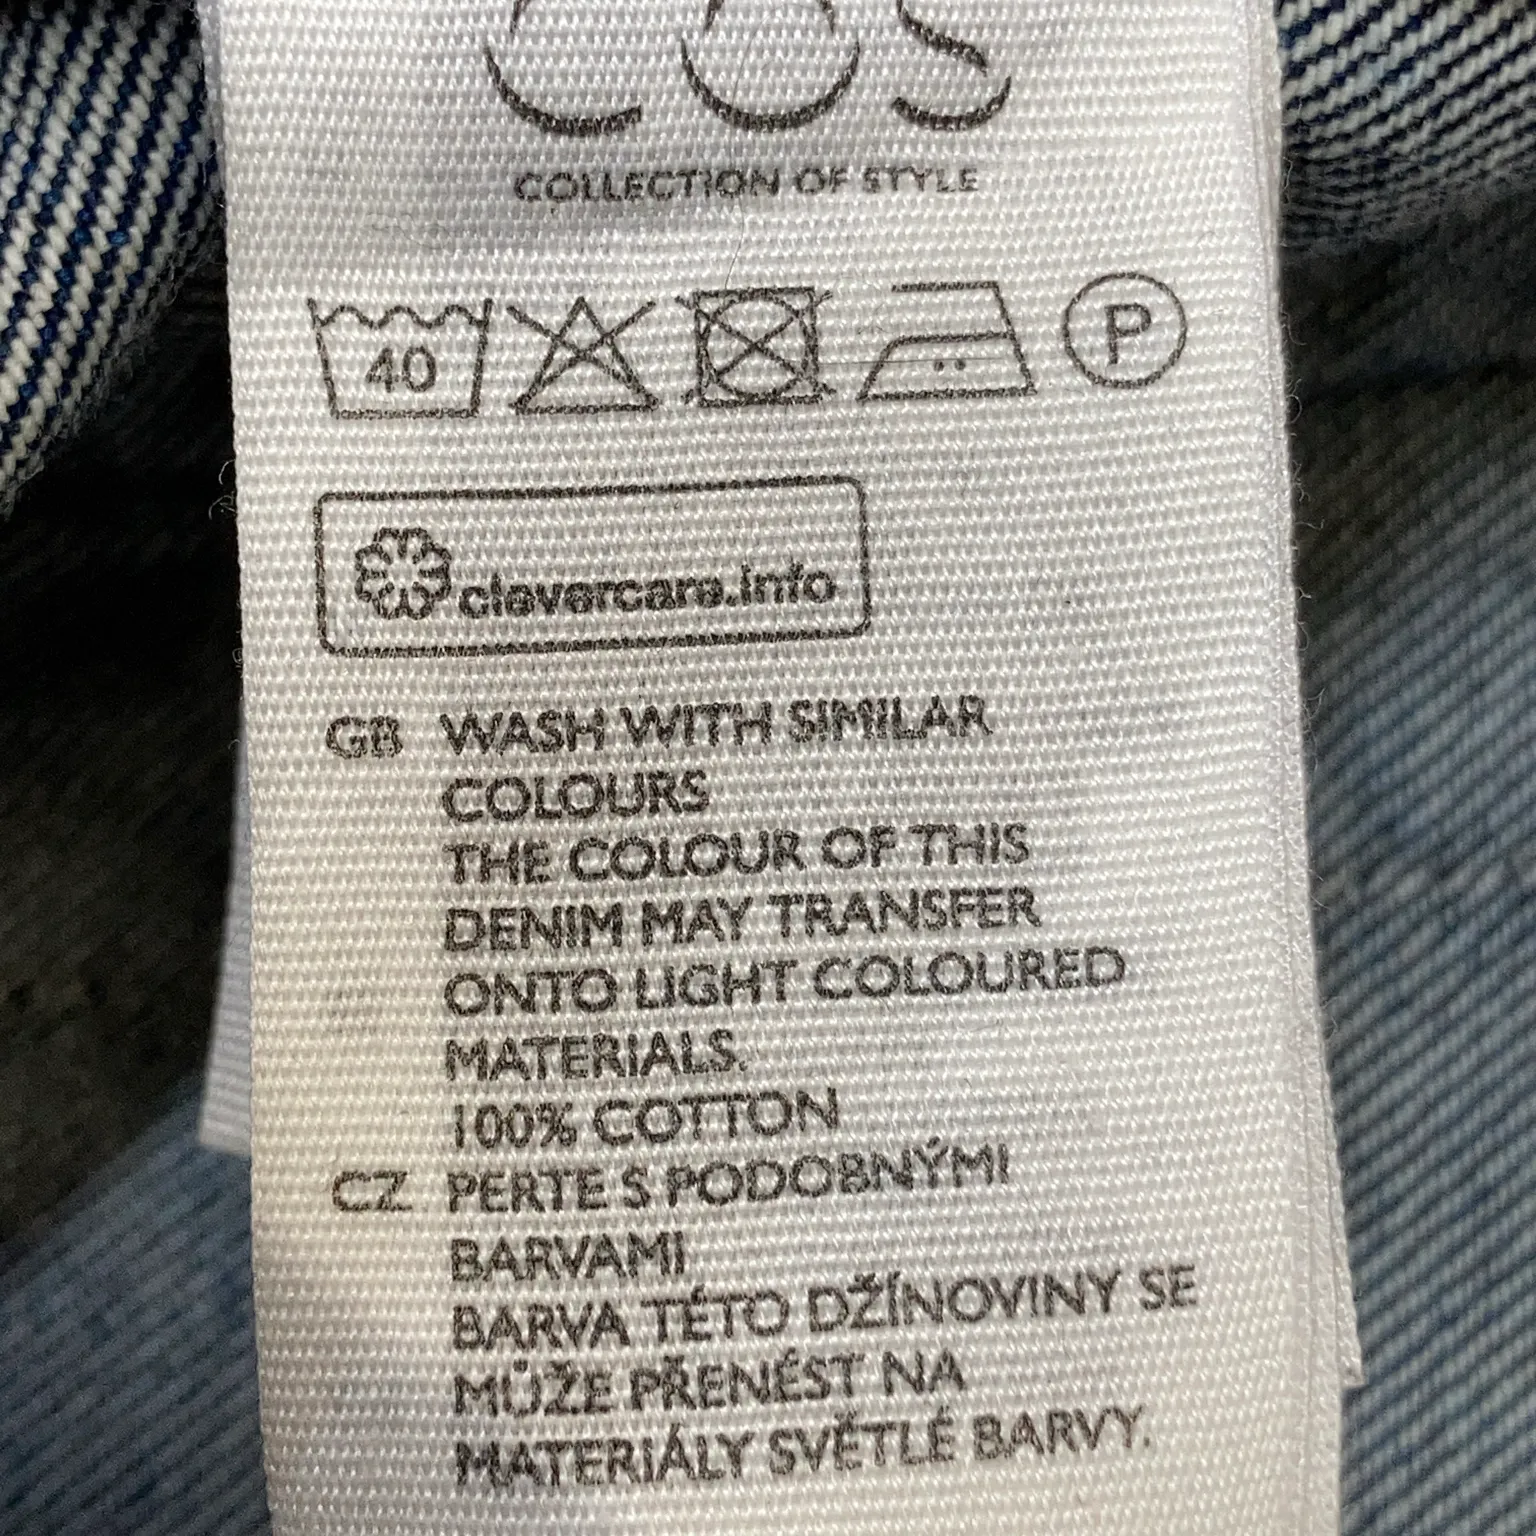 COS
COLLECTION OF STYLE
40 P
clevercare.info
GB WASH WITH SIMILAR
COLOURS
THE COLOUR OF THIS
DENIM MAY TRANSFER
ONTO LIGHT COLOURED
MATERIALS.
100% COTTON
CZ PERTE S PODOBNÝMI
BARVAMI
BARVA TÉTO DŽÍNOVINY SE
MŮŽE PŘENÉST NA
MATERIÁLY SVĚTLÉ BARVY.